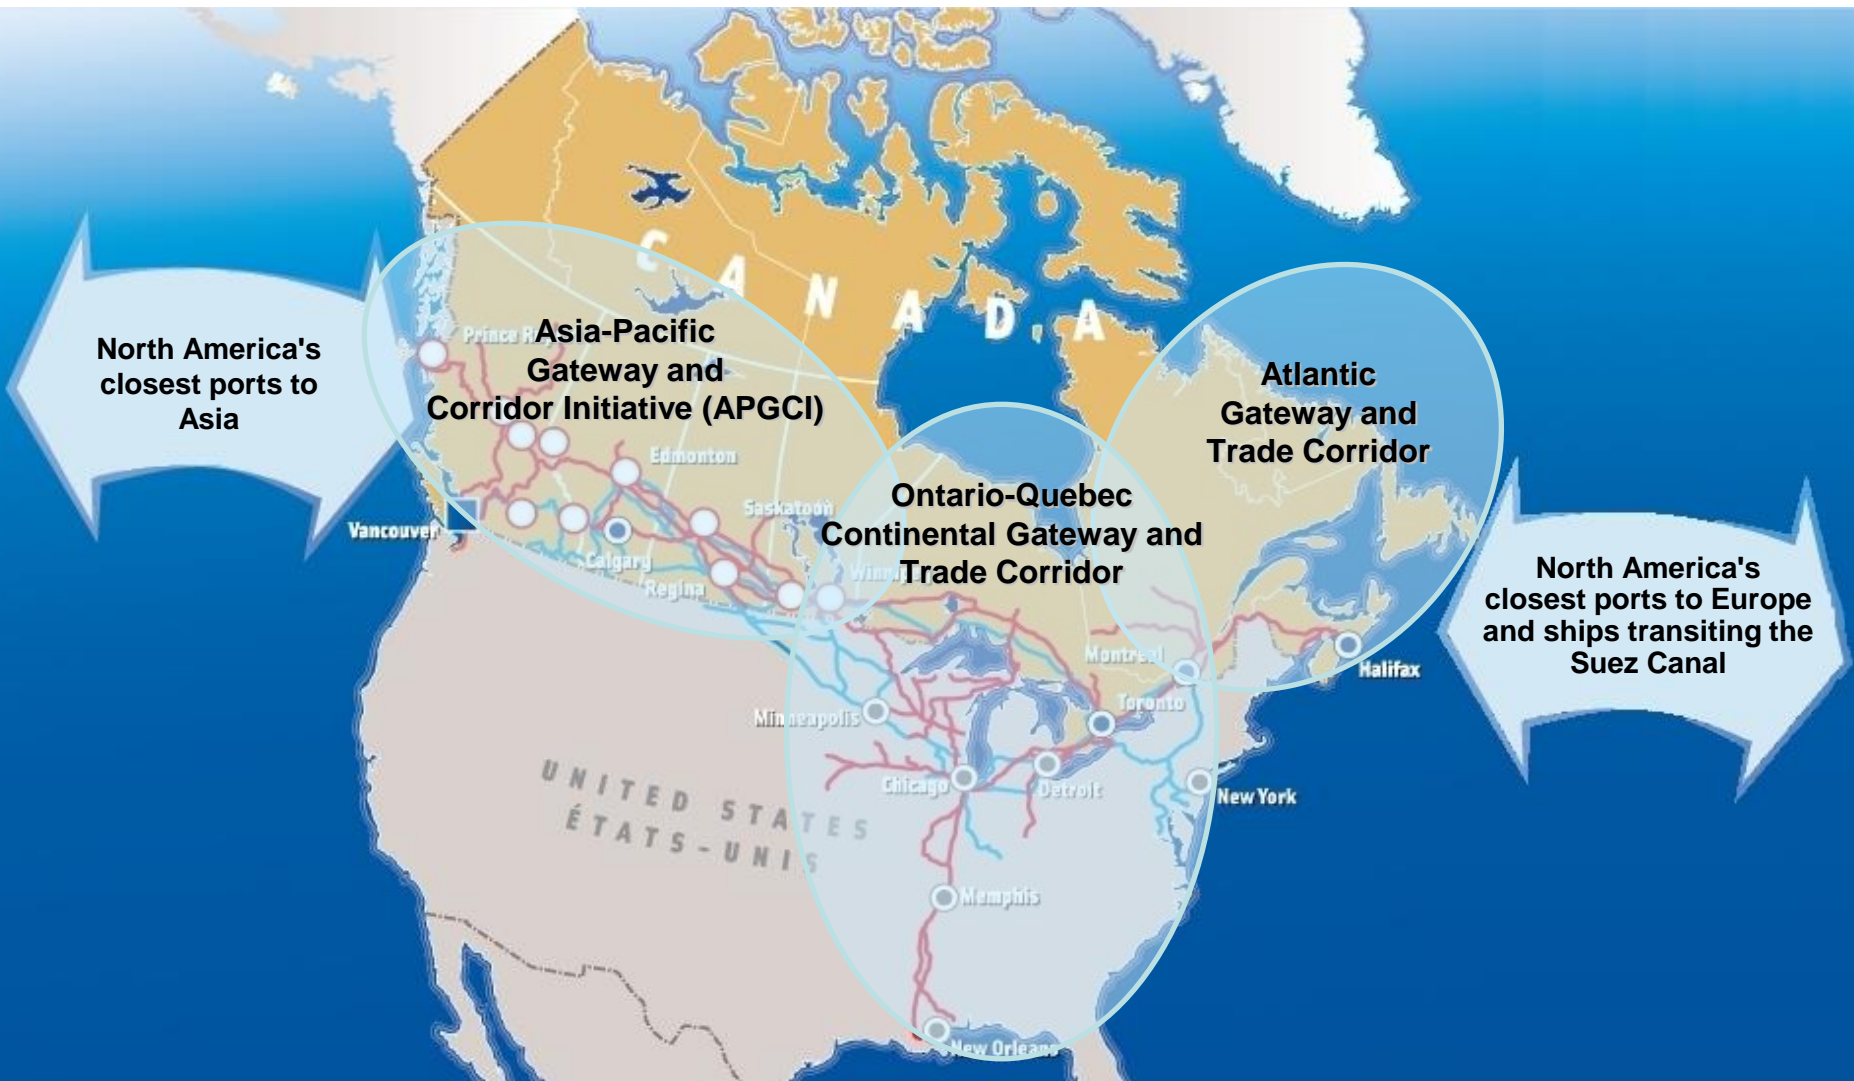 CANADA
North America's
closest ports to
Asia
Asia-Pacific
Gateway and
Corridor Initiative (APGCI)
Atlantic
Gateway and
Trade Corridor
Ontario-Quebec
Continental Gateway and
Trade Corridor
North America's
closest ports to Europe
and ships transiting the
Suez Canal
Prince
Edmonton
Saskatoon
Vancouver
Calgary
Regina
Montreal
Halifax
Toronto
Minneapolis
Chicago
Detroit
New York
UNITED STATES
ÉTATS-UNIS
Memphis
New Orleans